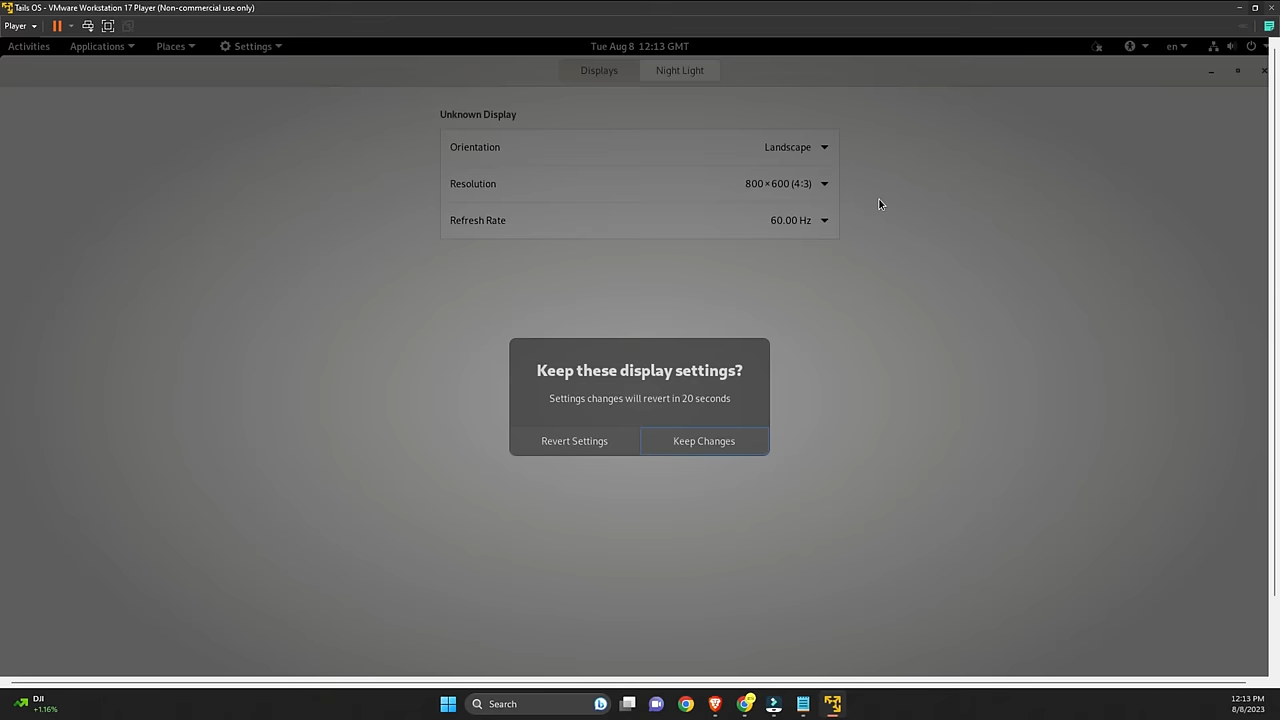 Tails OS - VMware Workstation 17 Player (Non-commercial use only)
Player
Activities Applications Places Settings Tue Aug 8 12:13 GMT en
Displays Night Light
Unknown Display
Orientation Landscape
Resolution 800 × 600 (4:3)
Refresh Rate 60.00 Hz
Keep these display settings?
Settings changes will revert in 20 seconds
Revert Settings Keep Changes
DJI
+1.16%
Search
12:13 PM
8/8/2023